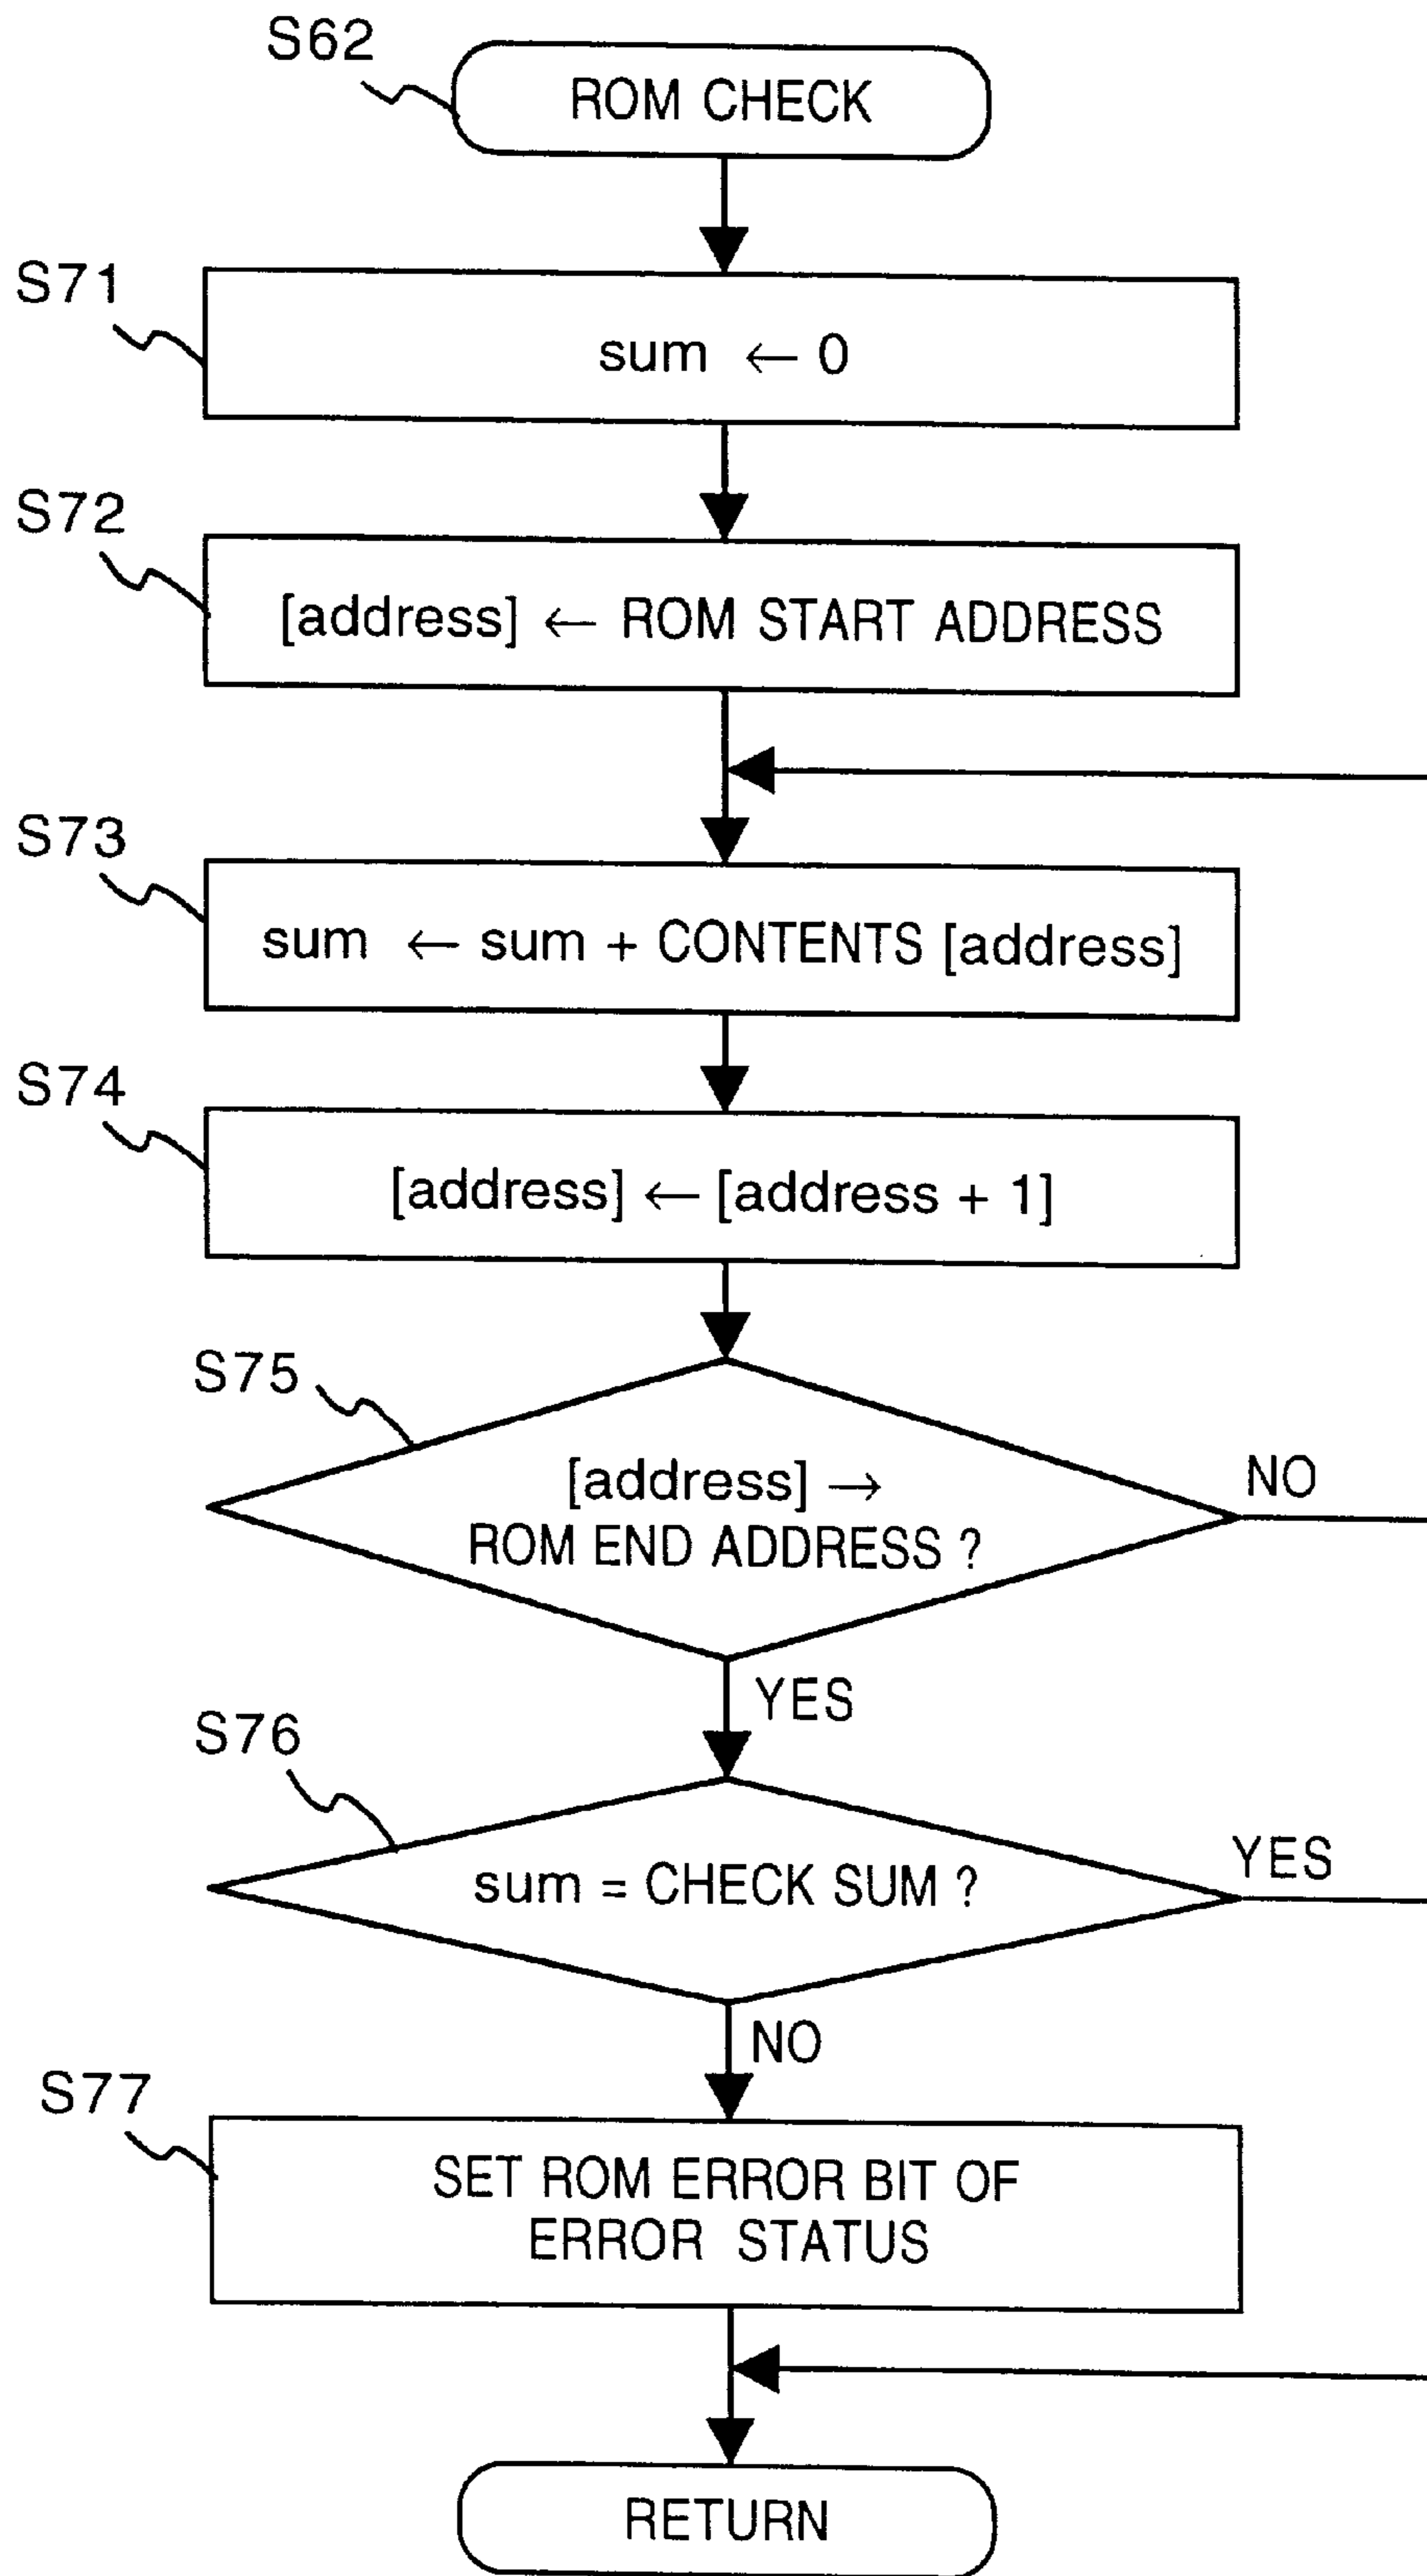 S62
ROM CHECK
S71
sum ← 0
S72
[address] ← ROM START ADDRESS
S73
sum ← sum + CONTENTS [address]
S74
[address] ← [address + 1]
S75
[address] →
ROM END ADDRESS ?
NO
YES
S76
sum = CHECK SUM ?
YES
NO
S77
SET ROM ERROR BIT OF
ERROR STATUS
RETURN